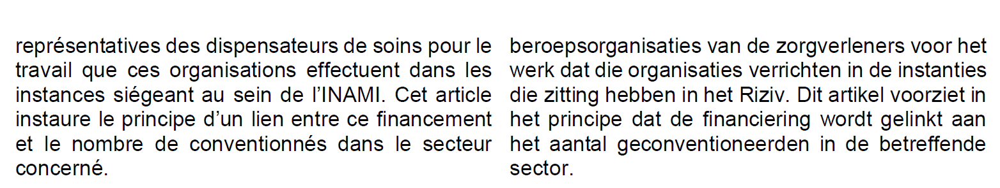 représentatives des dispensateurs de soins pour le
travail que ces organisations effectuent dans les
instances siégeant au sein de l’INAMI. Cet article
instaure le principe d’un lien entre ce financement
et le nombre de conventionnés dans le secteur
concerné.
beroepsorganisaties van de zorgverleners voor het
werk dat die organisaties verrichten in de instanties
die zitting hebben in het Riziv. Dit artikel voorziet in
het principe dat de financiering wordt gelinkt aan
het aantal geconventioneerden in de betreffende
sector.